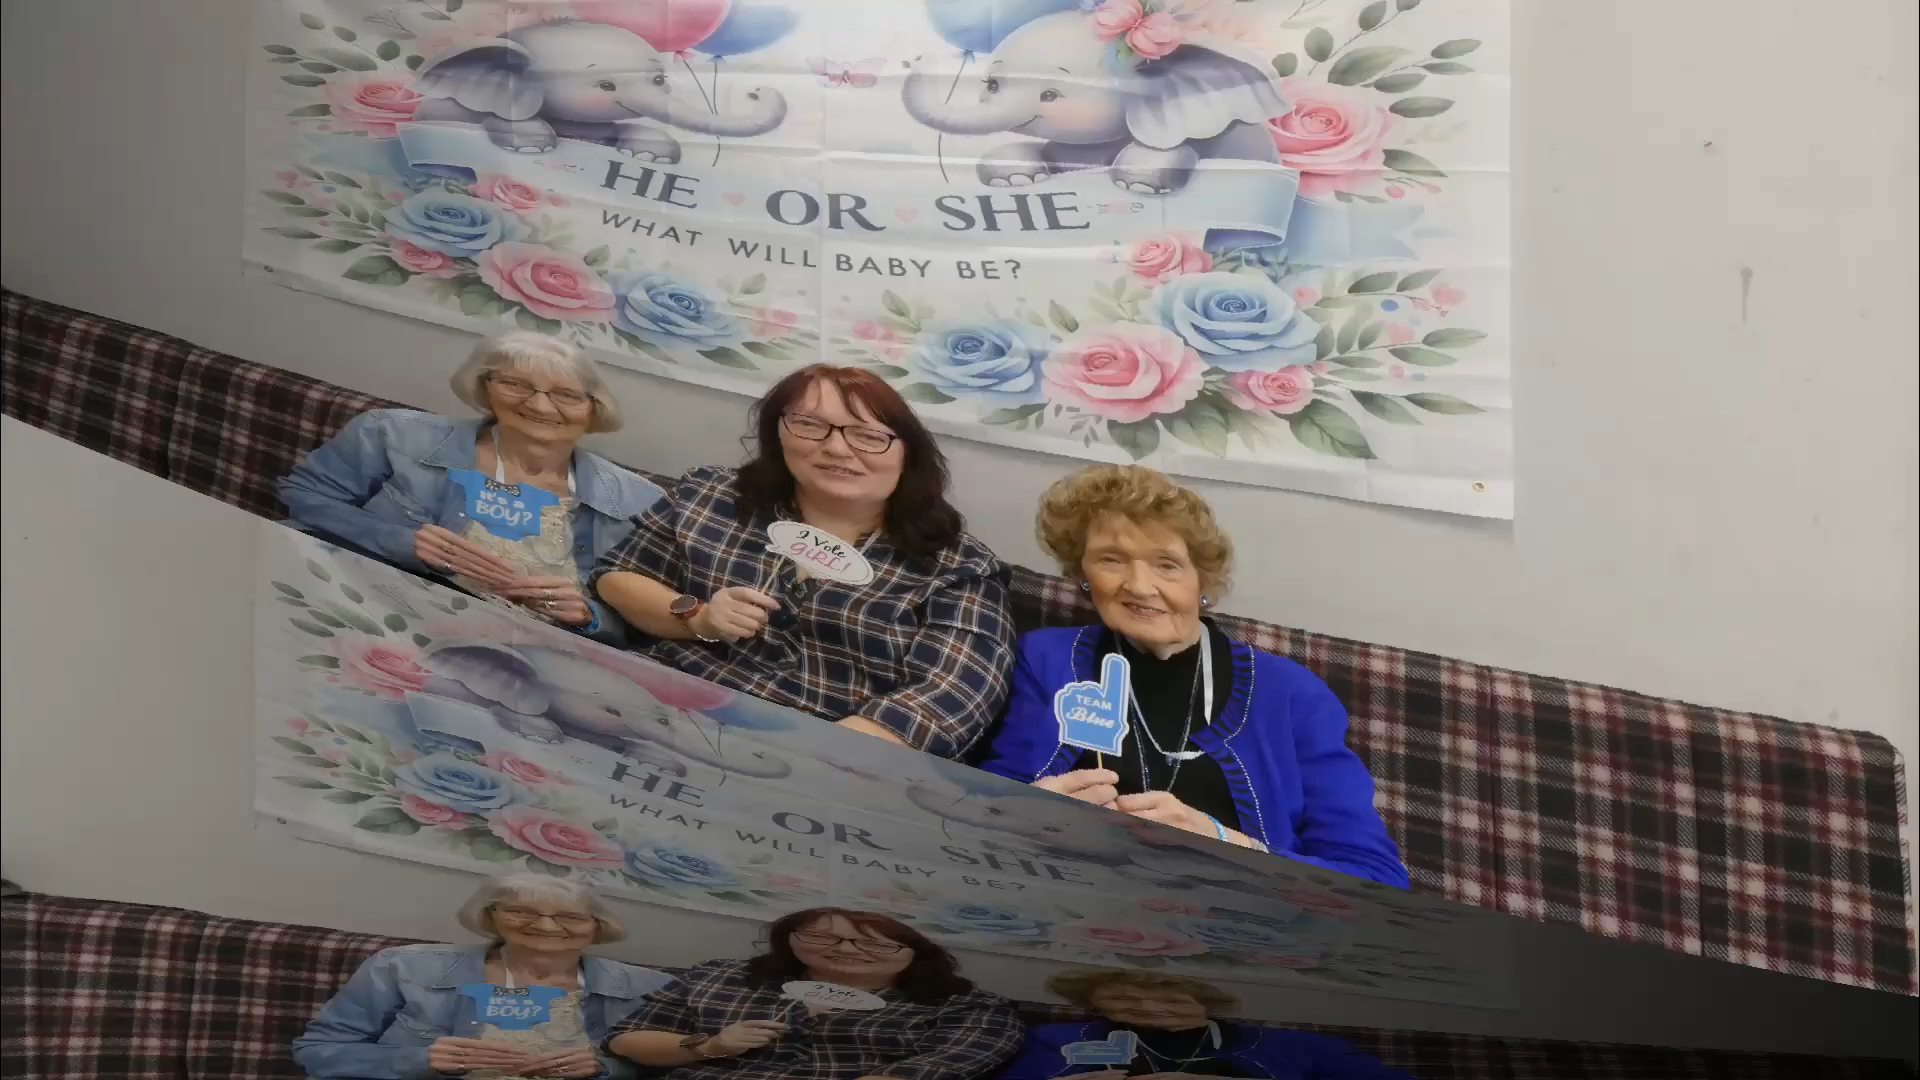 HE OR SHE
WHAT WILL BABY BE?
It's a
BOY?
I Vote
GIRL!
TEAM
Blue
HE OR SHE
WHAT WILL BABY BE?
It's a
BOY?
I Vote